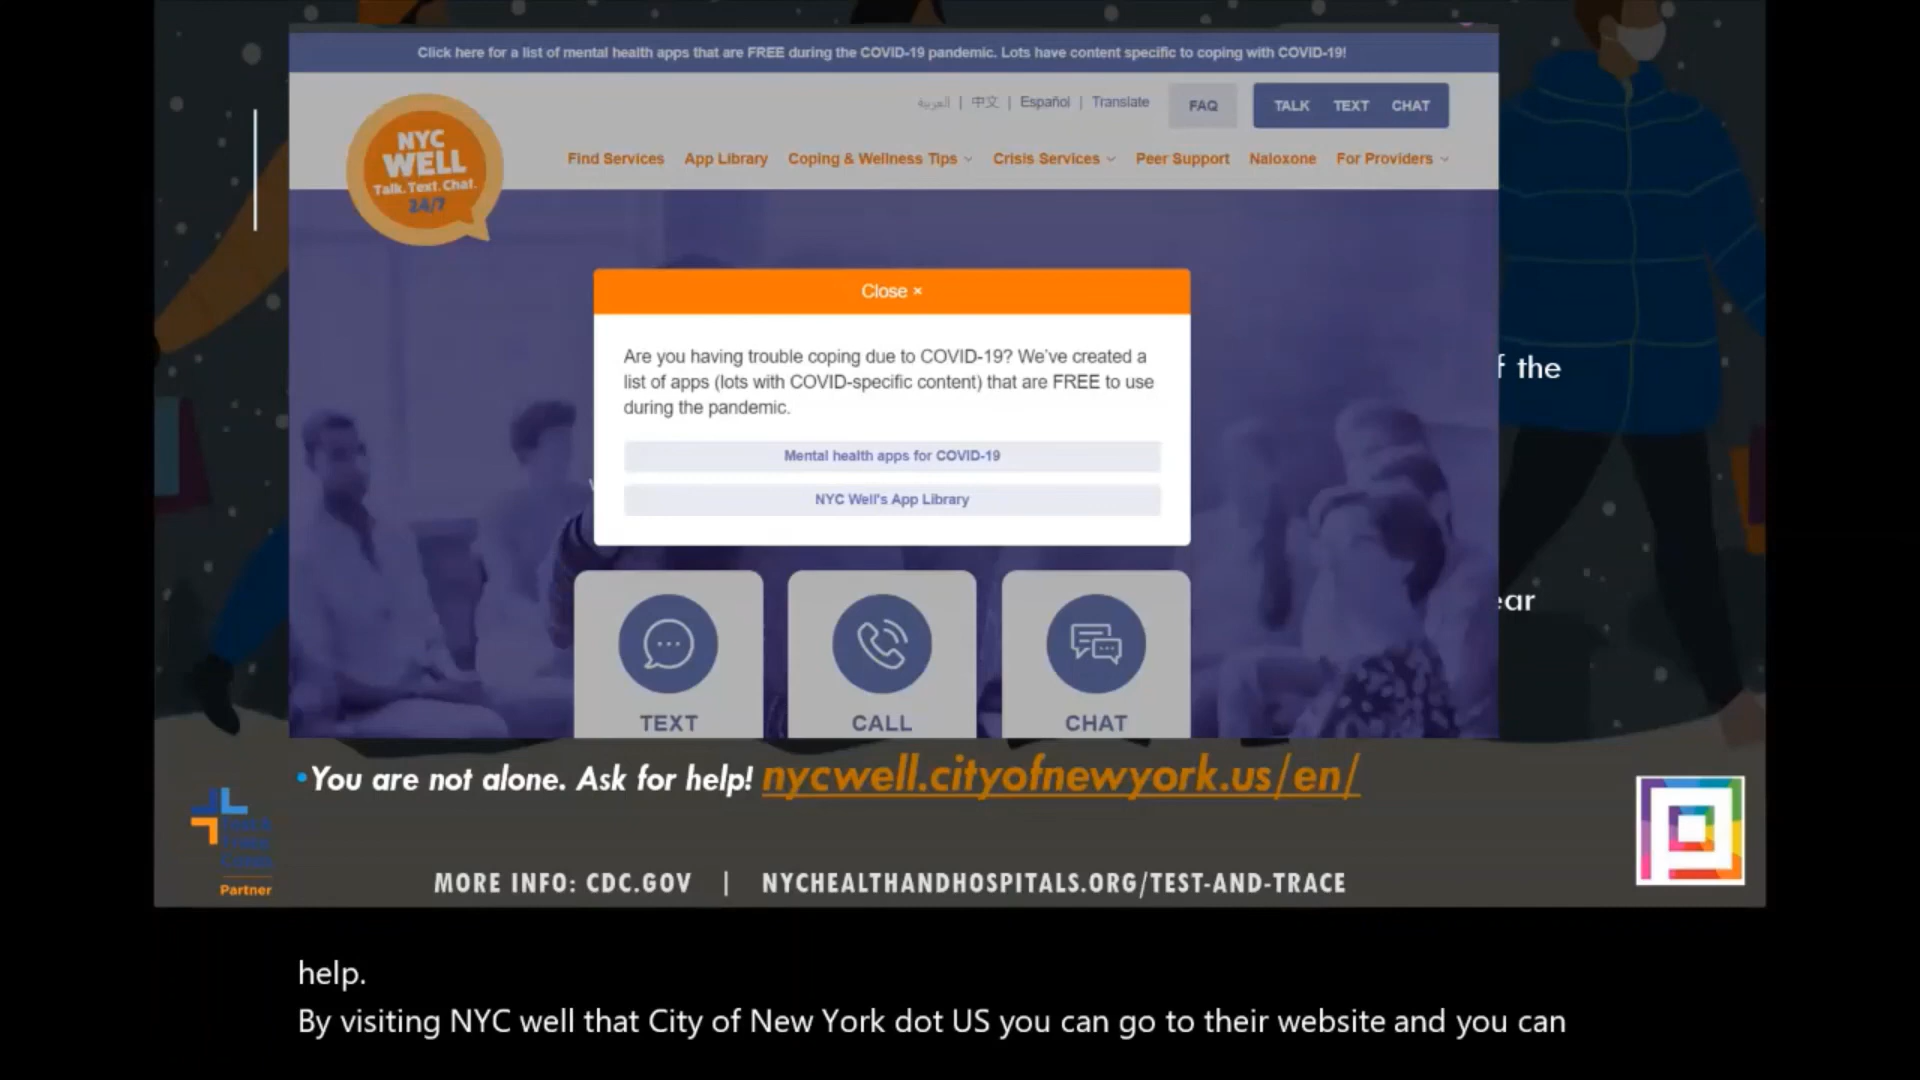 Click here for a list of mental health apps that are FREE during the COVID-19 pandemic. Lots have content specific to coping with COVID-19!
العربية | 中文 | Español | Translate FAQ TALK TEXT CHAT
NYC
WELL
Talk. Text. Chat.
24/7
Find Services App Library Coping & Wellness Tips Crisis Services Peer Support Naloxone For Providers
Close ×
Are you having trouble coping due to COVID-19? We've created a
list of apps (lots with COVID-specific content) that are FREE to use
during the pandemic.
Mental health apps for COVID-19
NYC Well's App Library
f the
ear
TEXT CALL CHAT
•You are not alone. Ask for help! nycwell.cityofnewyork.us/en/
Test &
Trace
Corps
Partner
MORE INFO: CDC.GOV | NYCHEALTHANDHOSPITALS.ORG/TEST-AND-TRACE
help.
By visiting NYC well that City of New York dot US you can go to their website and you can